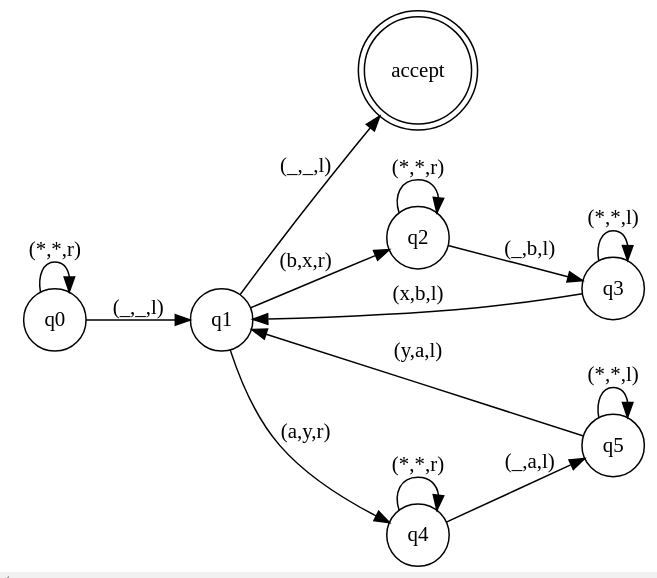 accept
(_,_,l)
(*,*,r)
q2
(*,*,l)
(_,b,l)
(b,x,r)
q3
(*,*,r)
(x,b,l)
(_,_,l)
q0
q1
(y,a,l)
(*,*,l)
(a,y,r)
q5
(*,*,r)
(_,a,l)
q4